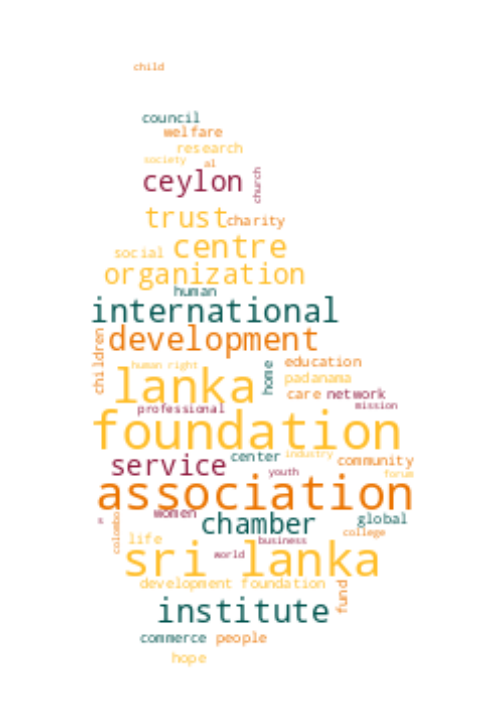 child
council
welfare
research
society al
ceylon church
trust charity
social centre
organization
human
international
children development
human right home education
lanka padanama
care network
professional mission
foundation
service center industry community
youth forum
association
s colombo women chamber global
life business college
sri lanka world
development foundation fund
institute
commerce people
hope